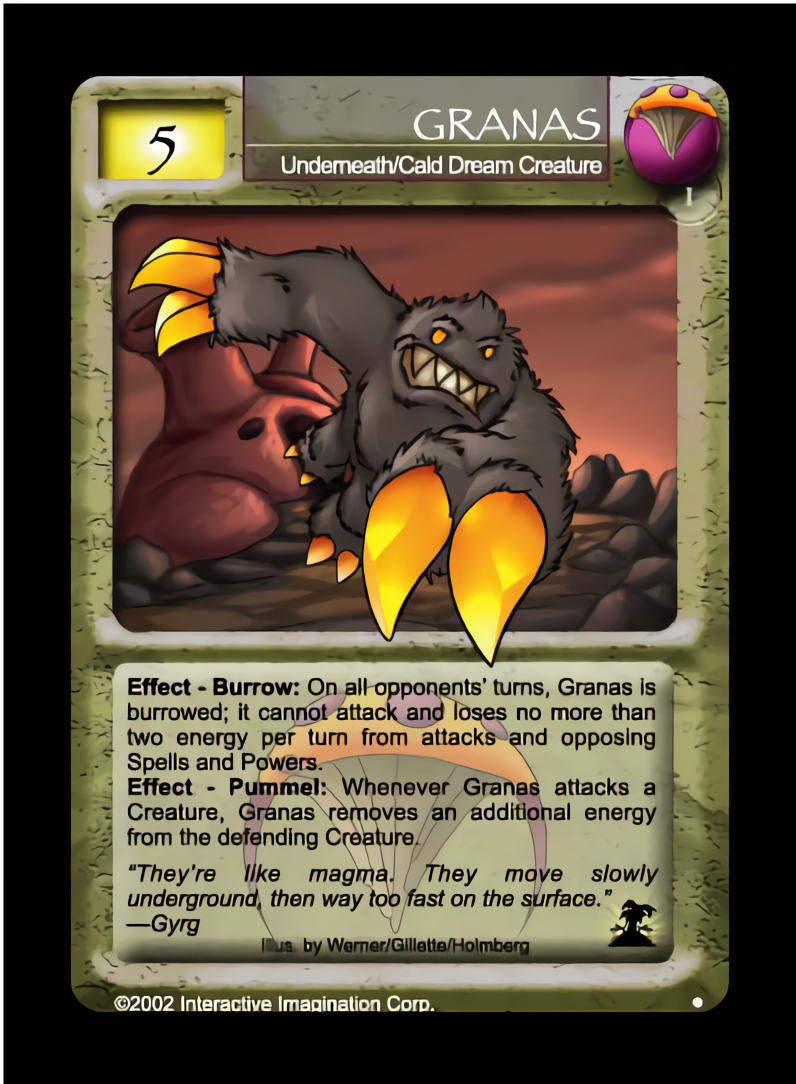 5
GRANAS
Underneath/Cald Dream Creature
1
Effect - Burrow: On all opponents' turns, Granas is
burrowed; it cannot attack and loses no more than
two energy per turn from attacks and opposing
Spells and Powers.
Effect - Pummel: Whenever Granas attacks a
Creature, Granas removes an additional energy
from the defending Creature.
"They're like magma. They move slowly
underground, then way too fast on the surface."
—Gyrg
Illus. by Werner/Gillette/Holmberg
©2002 Interactive Imagination Corp.